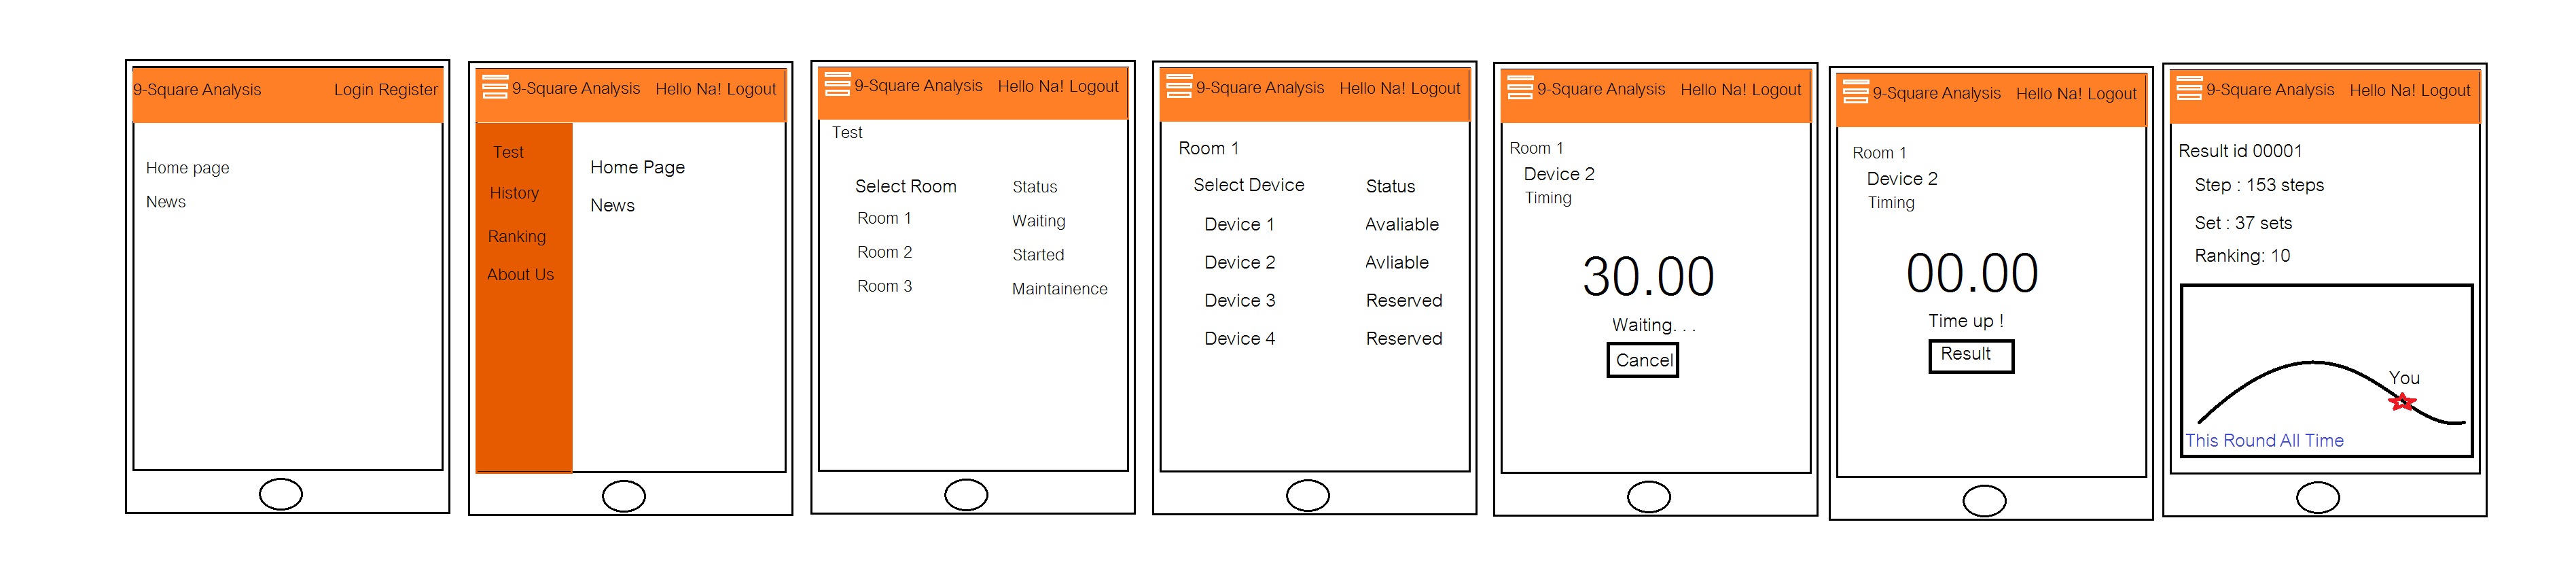 9-Square Analysis Login Register
Home page
News
9-Square Analysis Hello Na! Logout
Test
History
Ranking
About Us
Home Page
News
9-Square Analysis Hello Na! Logout
Test
Select Room Status
Room 1 Waiting
Room 2 Started
Room 3 Maintainence
9-Square Analysis Hello Na! Logout
Room 1
Select Device Status
Device 1 Avaliable
Device 2 Avliable
Device 3 Reserved
Device 4 Reserved
9-Square Analysis Hello Na! Logout
Room 1
Device 2
Timing
30.00
Waiting. . .
Cancel
9-Square Analysis Hello Na! Logout
Room 1
Device 2
Timing
00.00
Time up !
Result
9-Square Analysis Hello Na! Logout
Result id 00001
Step : 153 steps
Set : 37 sets
Ranking: 10
You
This Round All Time